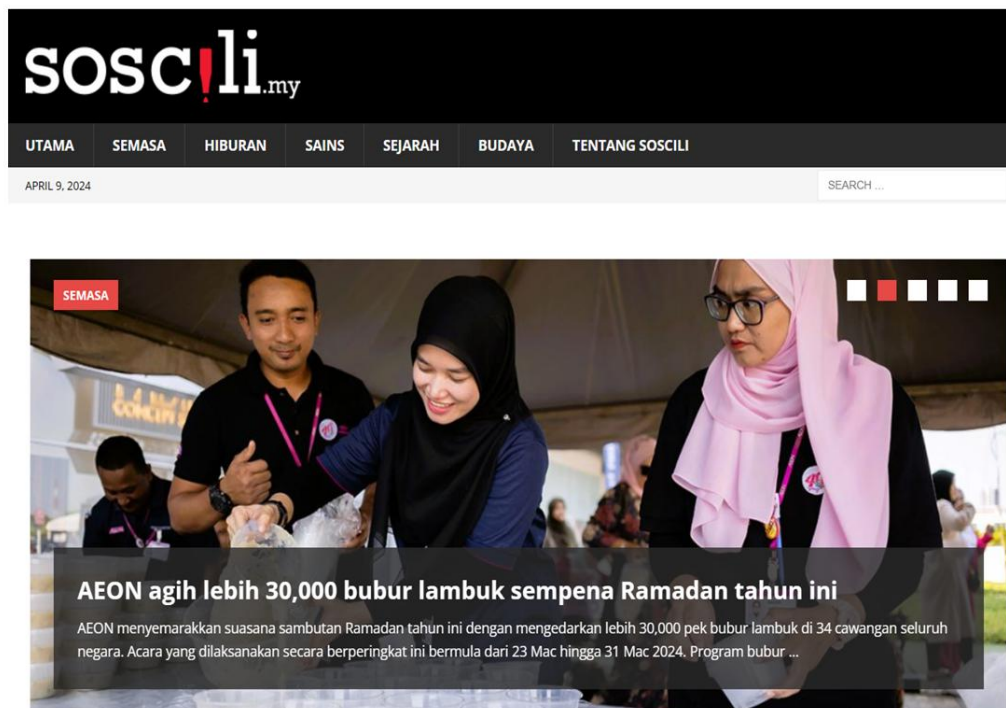 soscili.my
UTAMA SEMASA HIBURAN SAINS SEJARAH BUDAYA TENTANG SOSCILI
APRIL 9, 2024 SEARCH ...
SEMASA
AEON agih lebih 30,000 bubur lambuk sempena Ramadan tahun ini
AEON menyemarakkan suasana sambutan Ramadan tahun ini dengan mengedarkan lebih 30,000 pek bubur lambuk di 34 cawangan seluruh
negara. Acara yang dilaksanakan secara berperingkat ini bermula dari 23 Mac hingga 31 Mac 2024. Program bubur ...